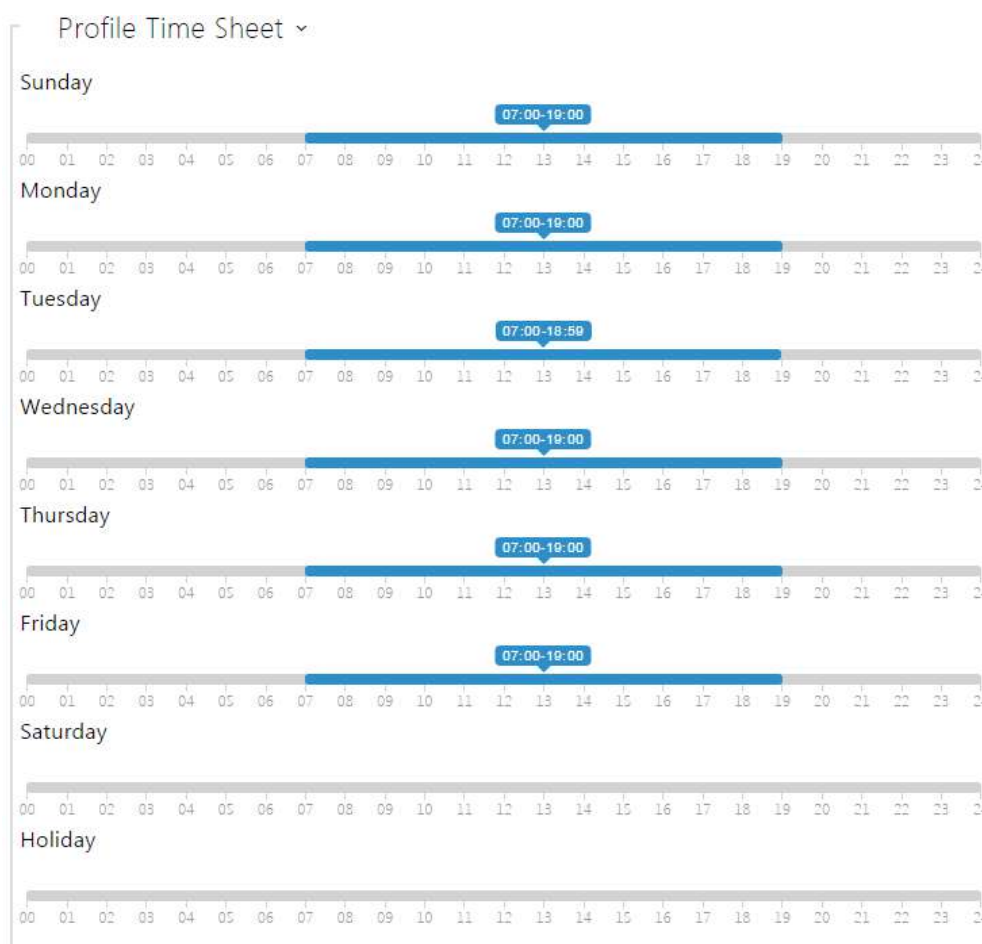 Profile Time Sheet
Sunday
07:00-19:00
00 01 02 03 04 05 06 07 08 09 10 11 12 13 14 15 16 17 18 19 20 21 22 23 2
Monday
07:00-19:00
00 01 02 03 04 05 06 07 08 09 10 11 12 13 14 15 16 17 18 19 20 21 22 23 2
Tuesday
07:00-18:59
00 01 02 03 04 05 06 07 08 09 10 11 12 13 14 15 16 17 18 19 20 21 22 23 2
Wednesday
07:00-19:00
00 01 02 03 04 05 06 07 08 09 10 11 12 13 14 15 16 17 18 19 20 21 22 23 2
Thursday
07:00-19:00
00 01 02 03 04 05 06 07 08 09 10 11 12 13 14 15 16 17 18 19 20 21 22 23 2
Friday
07:00-19:00
00 01 02 03 04 05 06 07 08 09 10 11 12 13 14 15 16 17 18 19 20 21 22 23 2
Saturday
00 01 02 03 04 05 06 07 08 09 10 11 12 13 14 15 16 17 18 19 20 21 22 23 2
Holiday
00 01 02 03 04 05 06 07 08 09 10 11 12 13 14 15 16 17 18 19 20 21 22 23 2